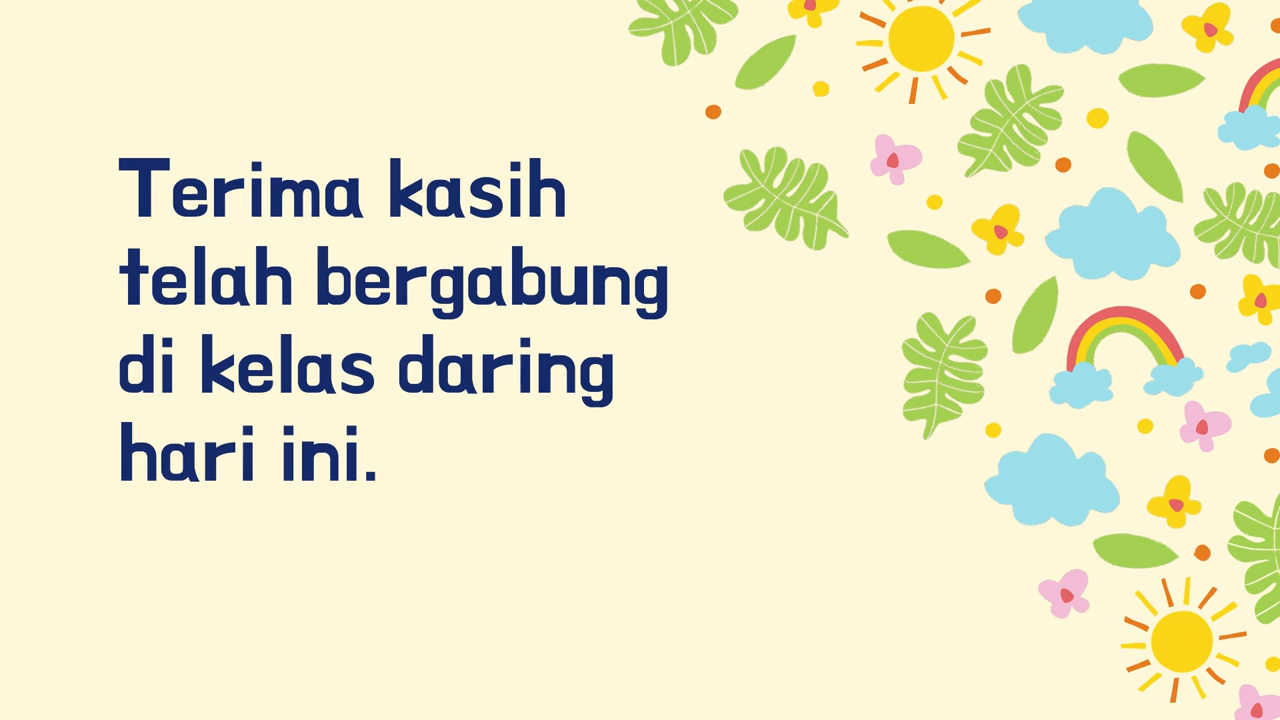 Terima kasih
telah bergabung
di kelas daring
hari ini.